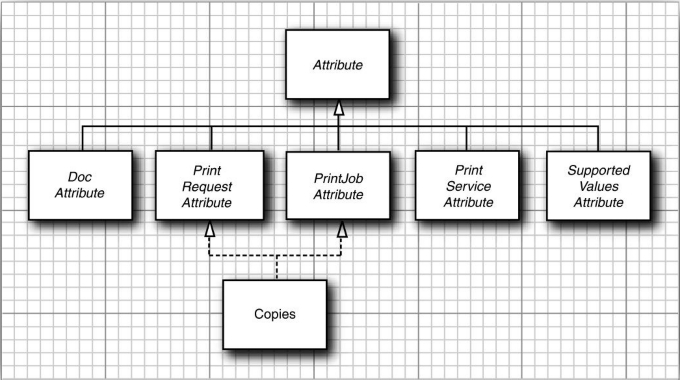 Attribute
Doc
Attribute
Print
Request
Attribute
PrintJob
Attribute
Print
Service
Attribute
Supported
Values
Attribute
Copies